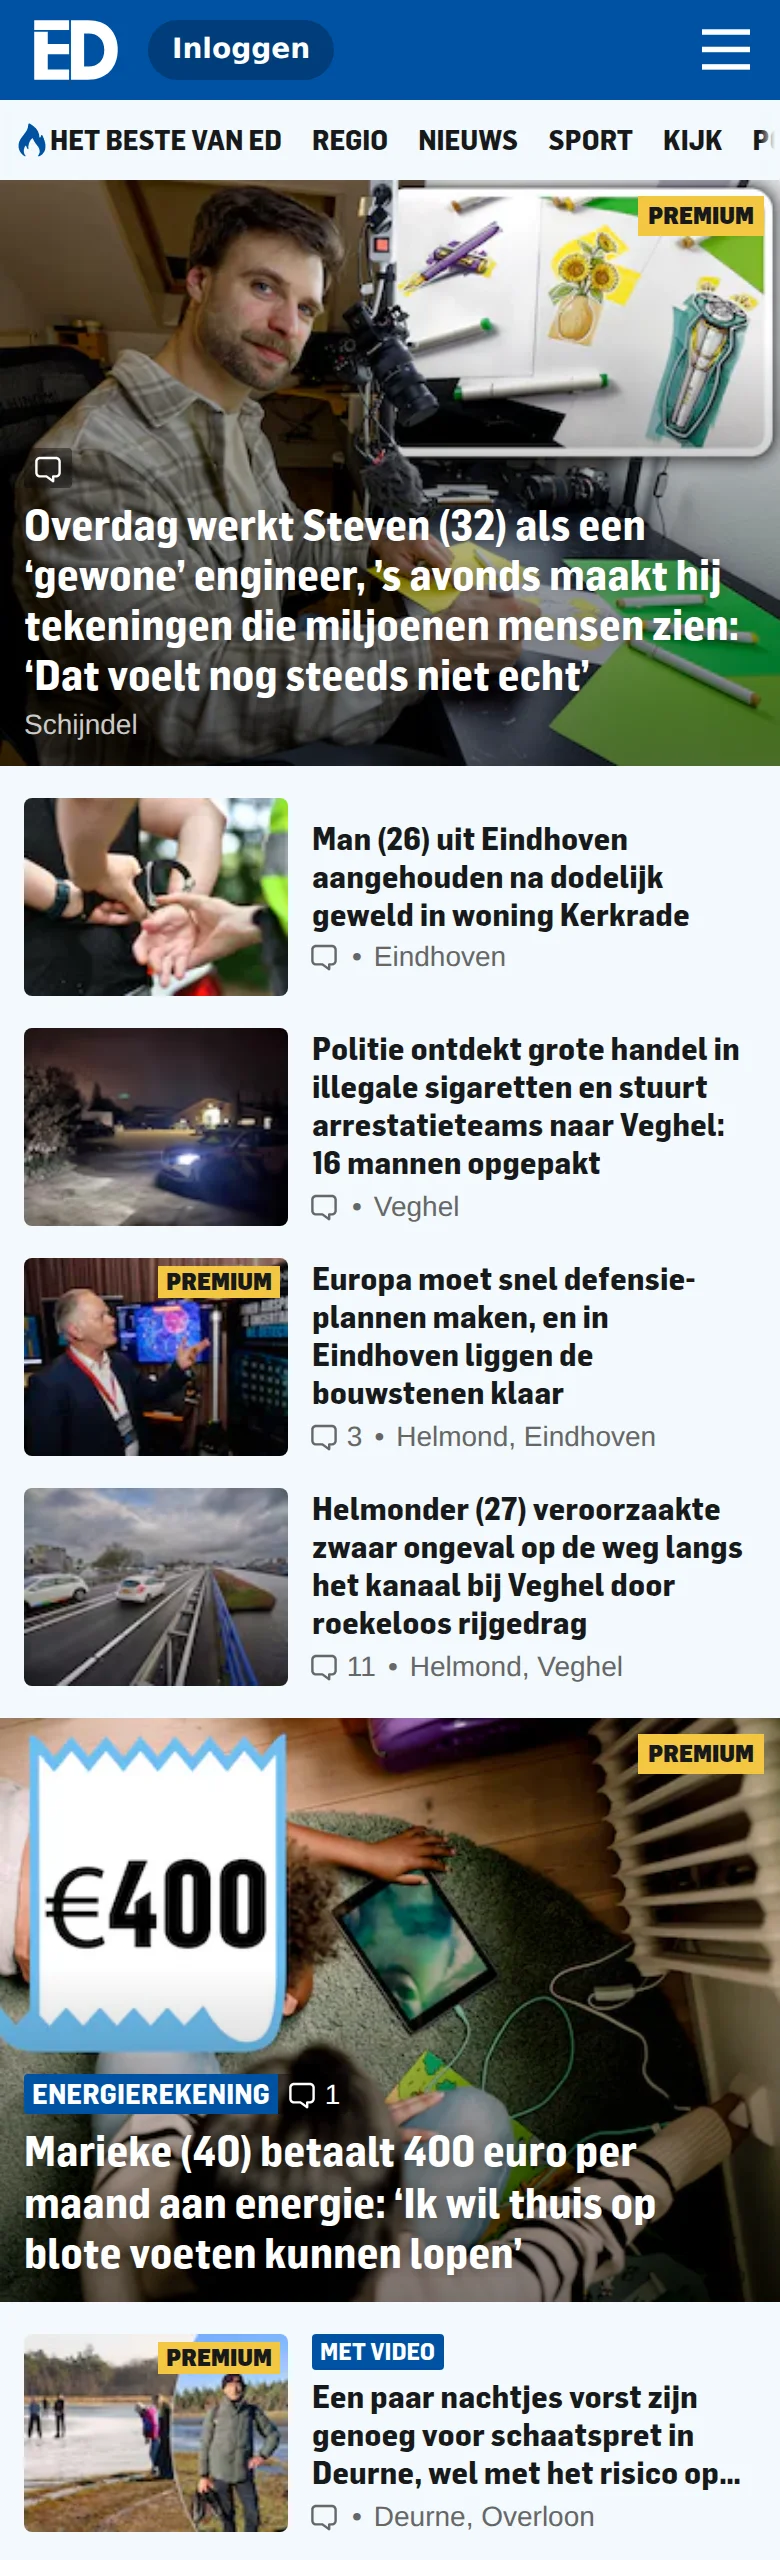 ED
Inloggen
HET BESTE VAN ED
REGIO
NIEUWS
SPORT
KIJK
PREMIUM
Overdag werkt Steven (32) als een
‘gewone’ engineer, ’s avonds maakt hij
tekeningen die miljoenen mensen zien:
‘Dat voelt nog steeds niet echt’
Schijndel
Man (26) uit Eindhoven
aangehouden na dodelijk
geweld in woning Kerkrade
• Eindhoven
Politie ontdekt grote handel in
illegale sigaretten en stuurt
arrestatieteams naar Veghel:
16 mannen opgepakt
• Veghel
PREMIUM
Europa moet snel defensie-
plannen maken, en in
Eindhoven liggen de
bouwstenen klaar
3 • Helmond, Eindhoven
Helmonder (27) veroorzaakte
zwaar ongeval op de weg langs
het kanaal bij Veghel door
roekeloos rijgedrag
11 • Helmond, Veghel
PREMIUM
€400
ENERGIEREKENING 1
Marieke (40) betaalt 400 euro per
maand aan energie: ‘Ik wil thuis op
blote voeten kunnen lopen’
PREMIUM
MET VIDEO
Een paar nachtjes vorst zijn
genoeg voor schaatspret in
Deurne, wel met het risico op...
• Deurne, Overloon